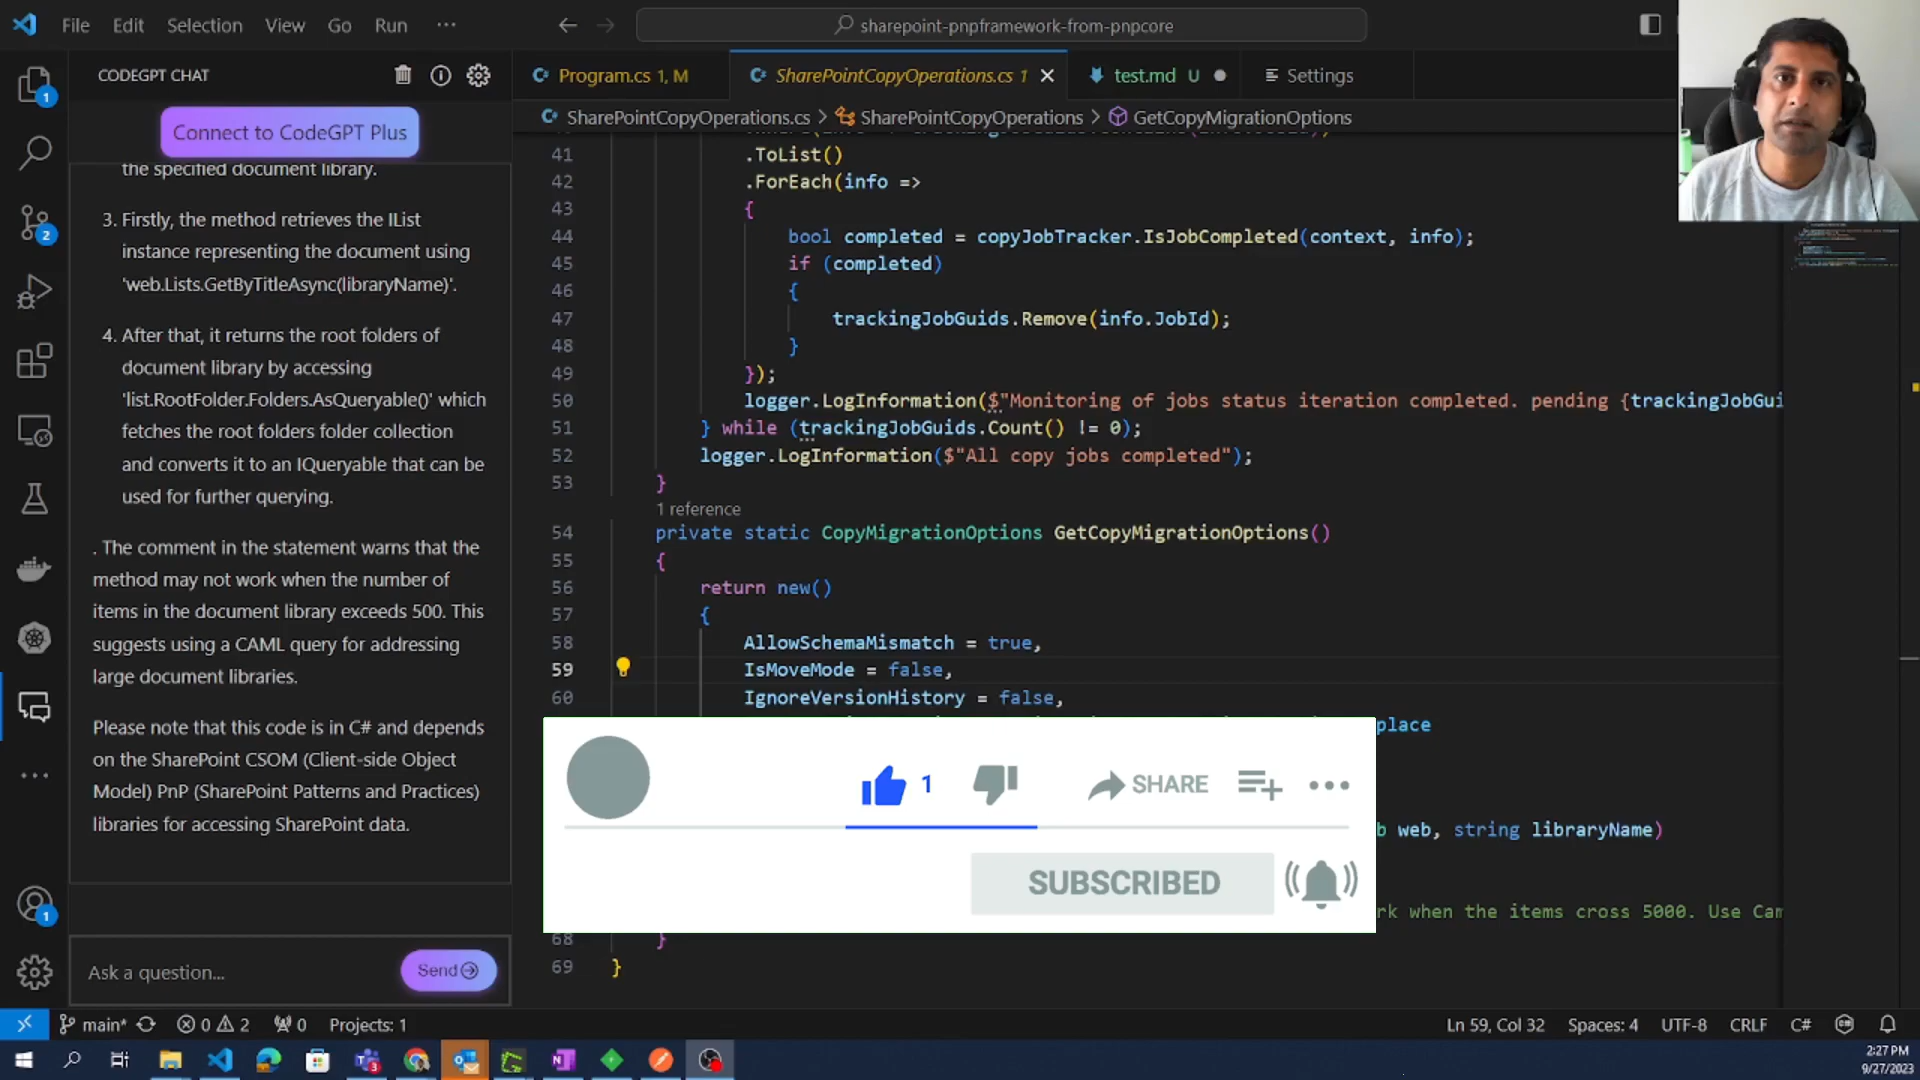 File Edit Selection View Go Run ···
sharepoint-pnpframework-from-pnpcore
CODEGPT CHAT
Connect to CodeGPT Plus
the specified document library.
3. Firstly, the method retrieves the IList
instance representing the document using
'web.Lists.GetByTitleAsync(libraryName)'.
4. After that, it returns the root folders of
document library by accessing
'list.RootFolder.Folders.AsQueryable()' which
fetches the root folders folder collection
and converts it to an IQueryable that can be
used for further querying.
. The comment in the statement warns that the
method may not work when the number of
items in the document library exceeds 500. This
suggests using a CAML query for addressing
large document libraries.
Please note that this code is in C# and depends
on the SharePoint CSOM (Client-side Object
Model) PnP (SharePoint Patterns and Practices)
libraries for accessing SharePoint data.
Ask a question...
Send
Program.cs 1, M SharePointCopyOperations.cs 1 test.md U Settings
SharePointCopyOperations.cs > SharePointCopyOperations > GetCopyMigrationOptions
41 .ToList()
42 .ForEach(info =>
43 {
44 bool completed = copyJobTracker.IsJobCompleted(context, info);
45 if (completed)
46 {
47 trackingJobGuids.Remove(info.JobId);
48 }
49 });
50 logger.LogInformation($"Monitoring of jobs status iteration completed. pending {trackingJobGui
51 } while (trackingJobGuids.Count() != 0);
52 logger.LogInformation($"All copy jobs completed");
53 }
1 reference
54 private static CopyMigrationOptions GetCopyMigrationOptions()
55 {
56 return new()
57 {
58 AllowSchemaMismatch = true,
59 IsMoveMode = false,
60 IgnoreVersionHistory = false,
place
1 SHARE
b web, string libraryName)
SUBSCRIBED
rk when the items cross 5000. Use Cam
68 }
69 }
main* 0 2 0 Projects: 1
Ln 59, Col 32 Spaces: 4 UTF-8 CRLF C#
2:27 PM
9/27/2023